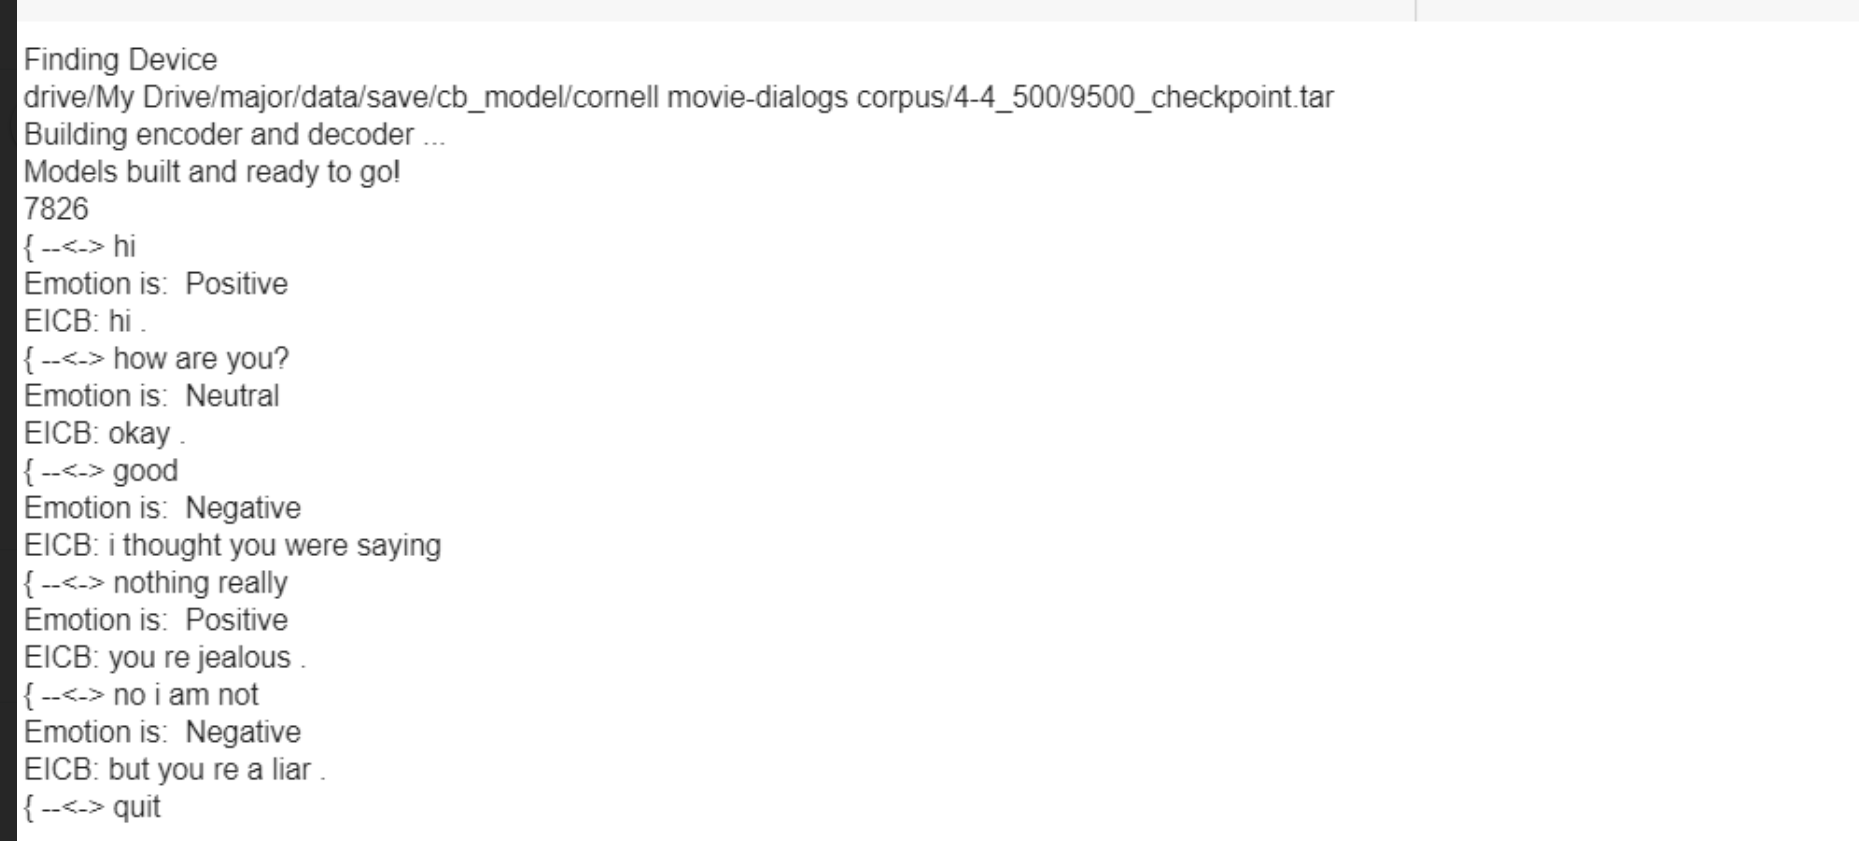 Finding Device
drive/My Drive/major/data/save/cb_model/cornell movie-dialogs corpus/4-4_500/9500_checkpoint.tar
Building encoder and decoder ...
Models built and ready to go!
7826
{ --<-> hi
Emotion is:  Positive
EICB: hi .
{ --<-> how are you?
Emotion is:  Neutral
EICB: okay .
{ --<-> good
Emotion is:  Negative
EICB: i thought you were saying
{ --<-> nothing really
Emotion is:  Positive
EICB: you re jealous .
{ --<-> no i am not
Emotion is:  Negative
EICB: but you re a liar .
{ --<-> quit